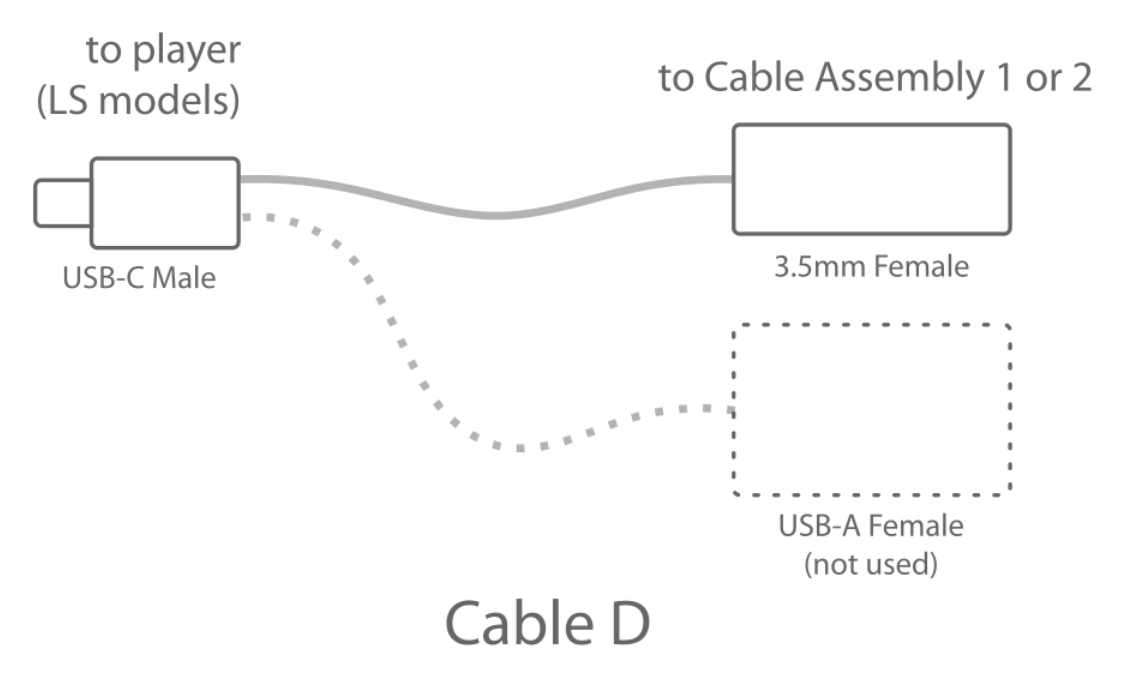 to player
(LS models)
to Cable Assembly 1 or 2
USB-C Male
3.5mm Female
USB-A Female
(not used)
Cable D